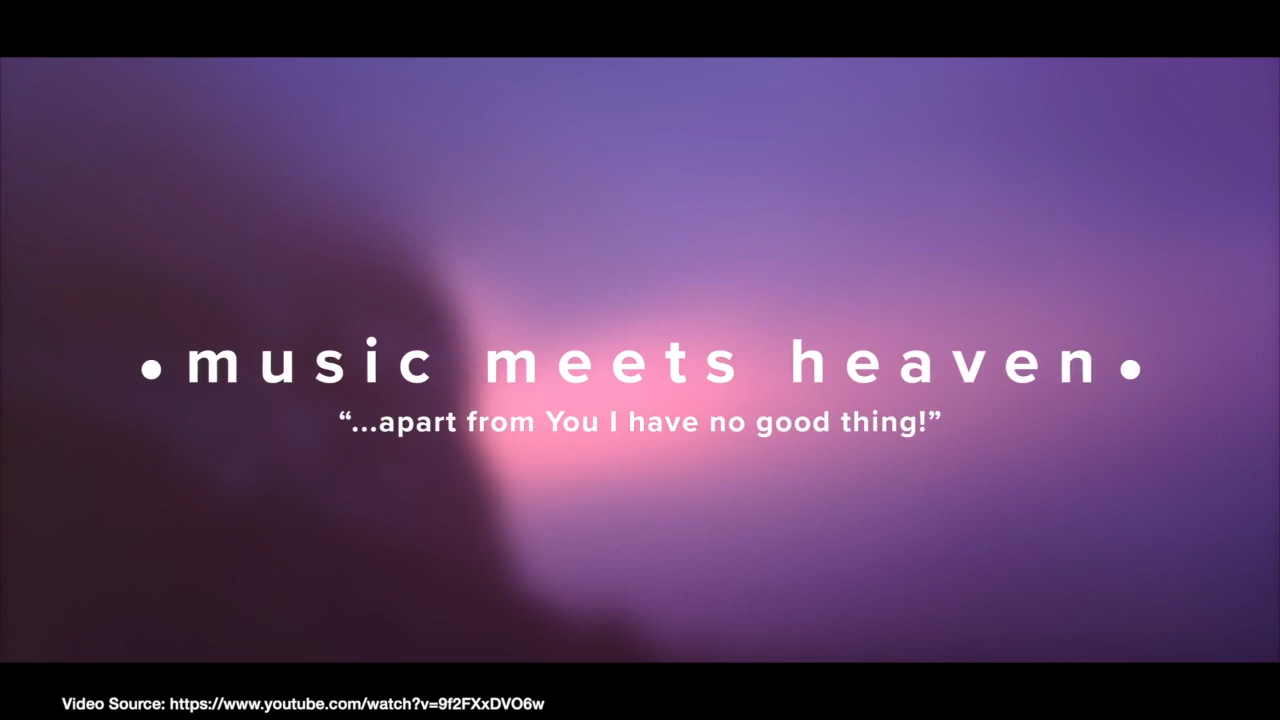 • music meets heaven •
“...apart from You I have no good thing!”
Video Source: https://www.youtube.com/watch?v=9f2FXxDVO6w